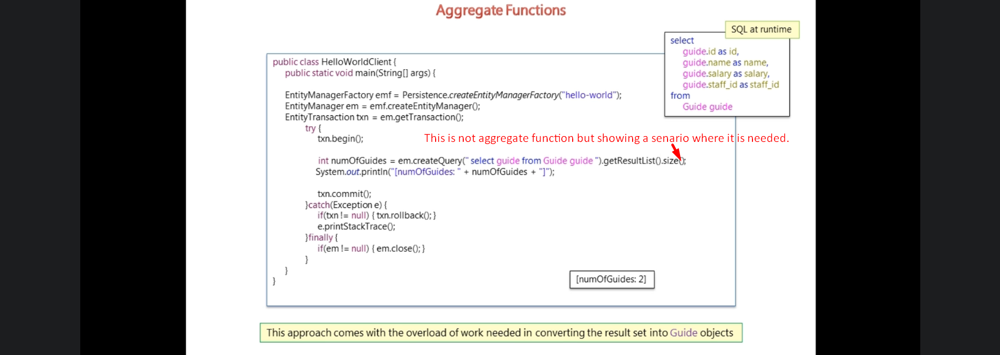 Aggregate Functions
SQL at runtime
select
guide.id as id,
guide.name as name,
guide.salary as salary,
guide.staff_id as staff_id
from
Guide guide
public class HelloWorldClient {
public static void main(String[] args) {
EntityManagerFactory emf = Persistence.createEntityManagerFactory("hello-world");
EntityManager em = emf.createEntityManager();
EntityTransaction txn = em.getTransaction();
try {
txn.begin();
This is not aggregate function but showing a senario where it is needed.
int numOfGuides = em.createQuery(" select guide from Guide guide ").getResultList().size();
System.out.println("[numOfGuides: " + numOfGuides + "]");
txn.commit();
}catch(Exception e) {
if(txn != null) { txn.rollback(); }
e.printStackTrace();
}finally {
if(em != null) { em.close(); }
}
}
}
[numOfGuides: 2]
This approach comes with the overload of work needed in converting the result set into Guide objects